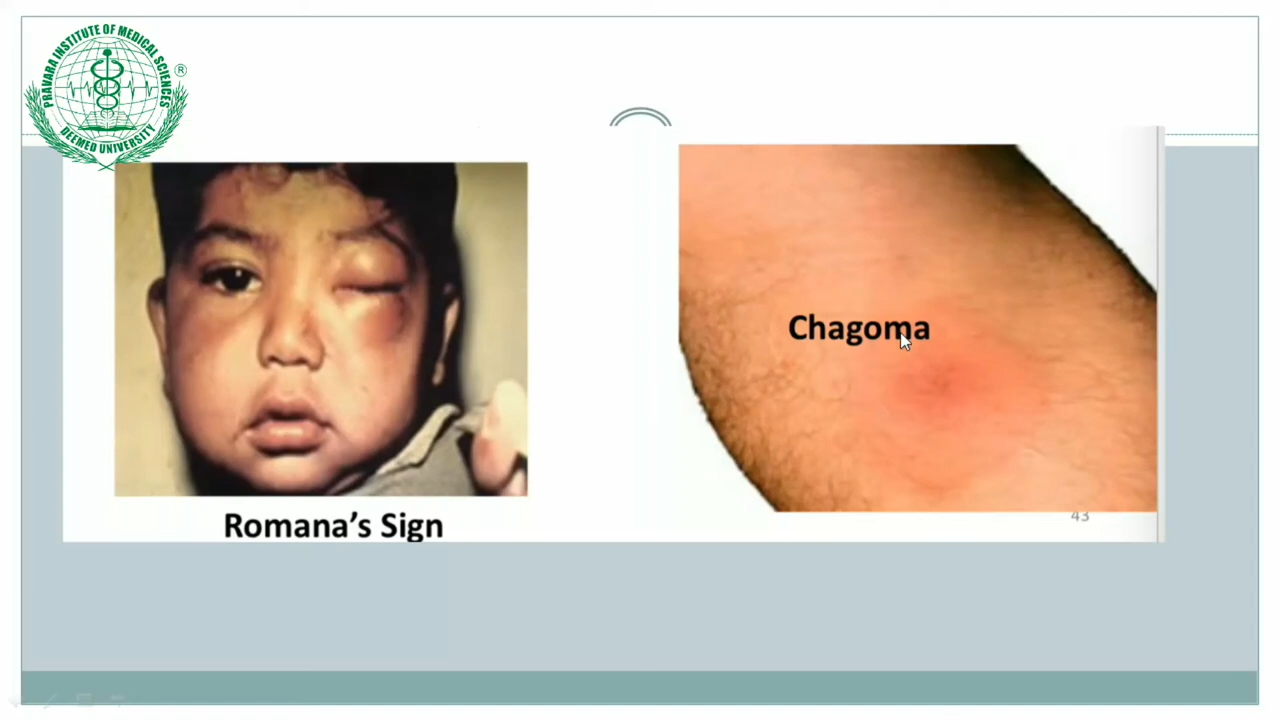 PRAVARA INSTITUTE OF MEDICAL SCIENCES
DEEMED UNIVERSITY
®
Chagoma
43
Romana's Sign